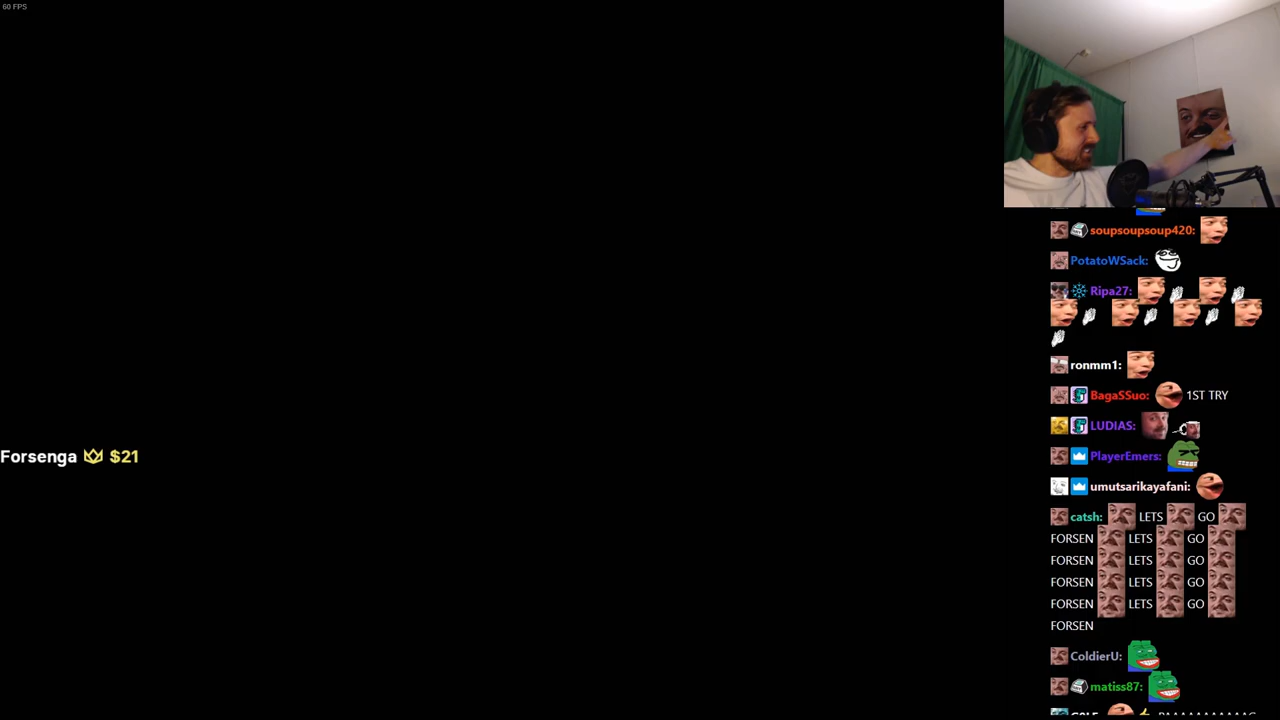 60 FPS
soupsoupsoup420:
PotatoWSack:
Ripa27:
ronmm1:
BagaSSuo: 1ST TRY
LUDIAS:
Forsenga $21
PlayerEmers:
umutsarikayafani:
catsh: LETS GO
FORSEN LETS GO
FORSEN LETS GO
FORSEN LETS GO
FORSEN LETS GO
FORSEN
ColdierU:
matiss87: